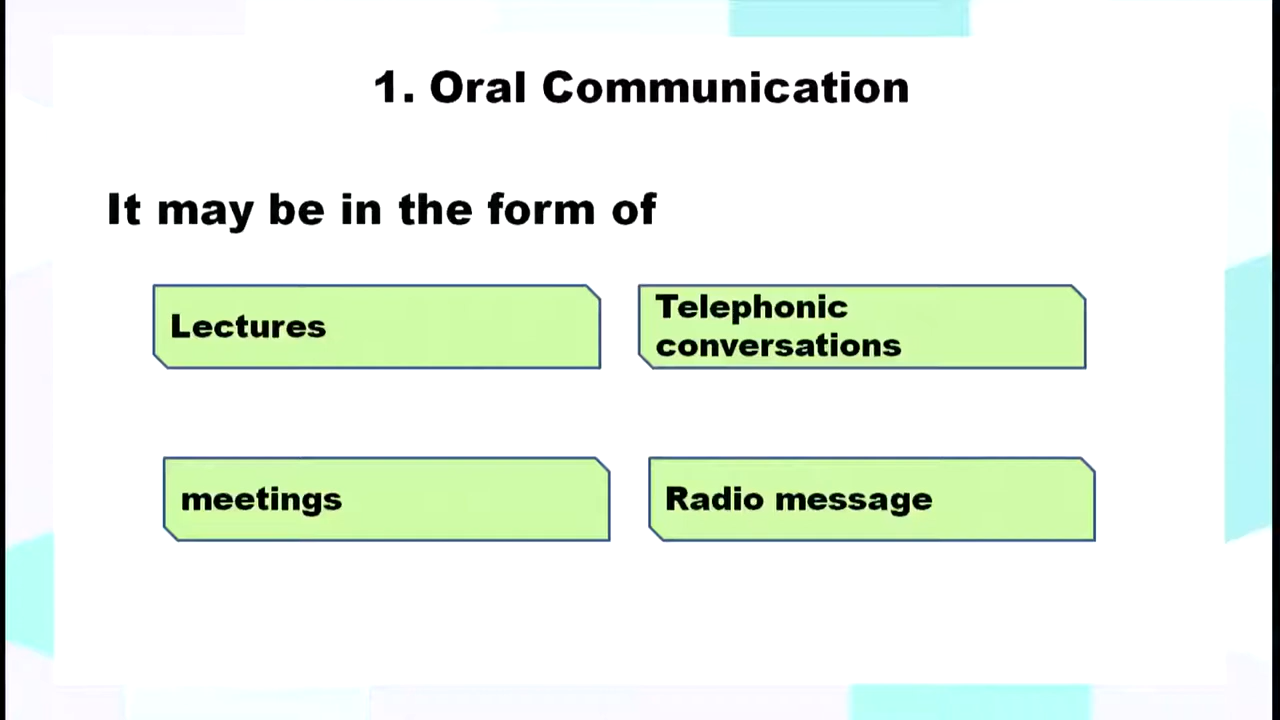 1. Oral Communication
It may be in the form of
Lectures
Telephonic
conversations
meetings
Radio message